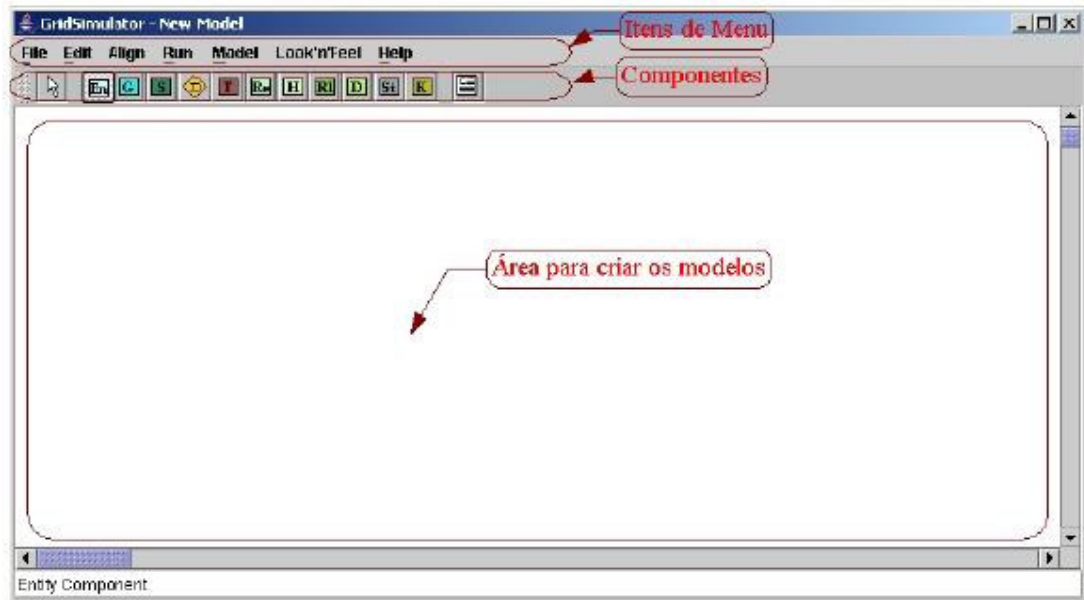 GridSimulator - New Model
Itens de Menu
File Edit Align Run Model Look'n'Feel Help
Componentes
En G S T T Re H Rl D St K
Área para criar os modelos
Entity Component